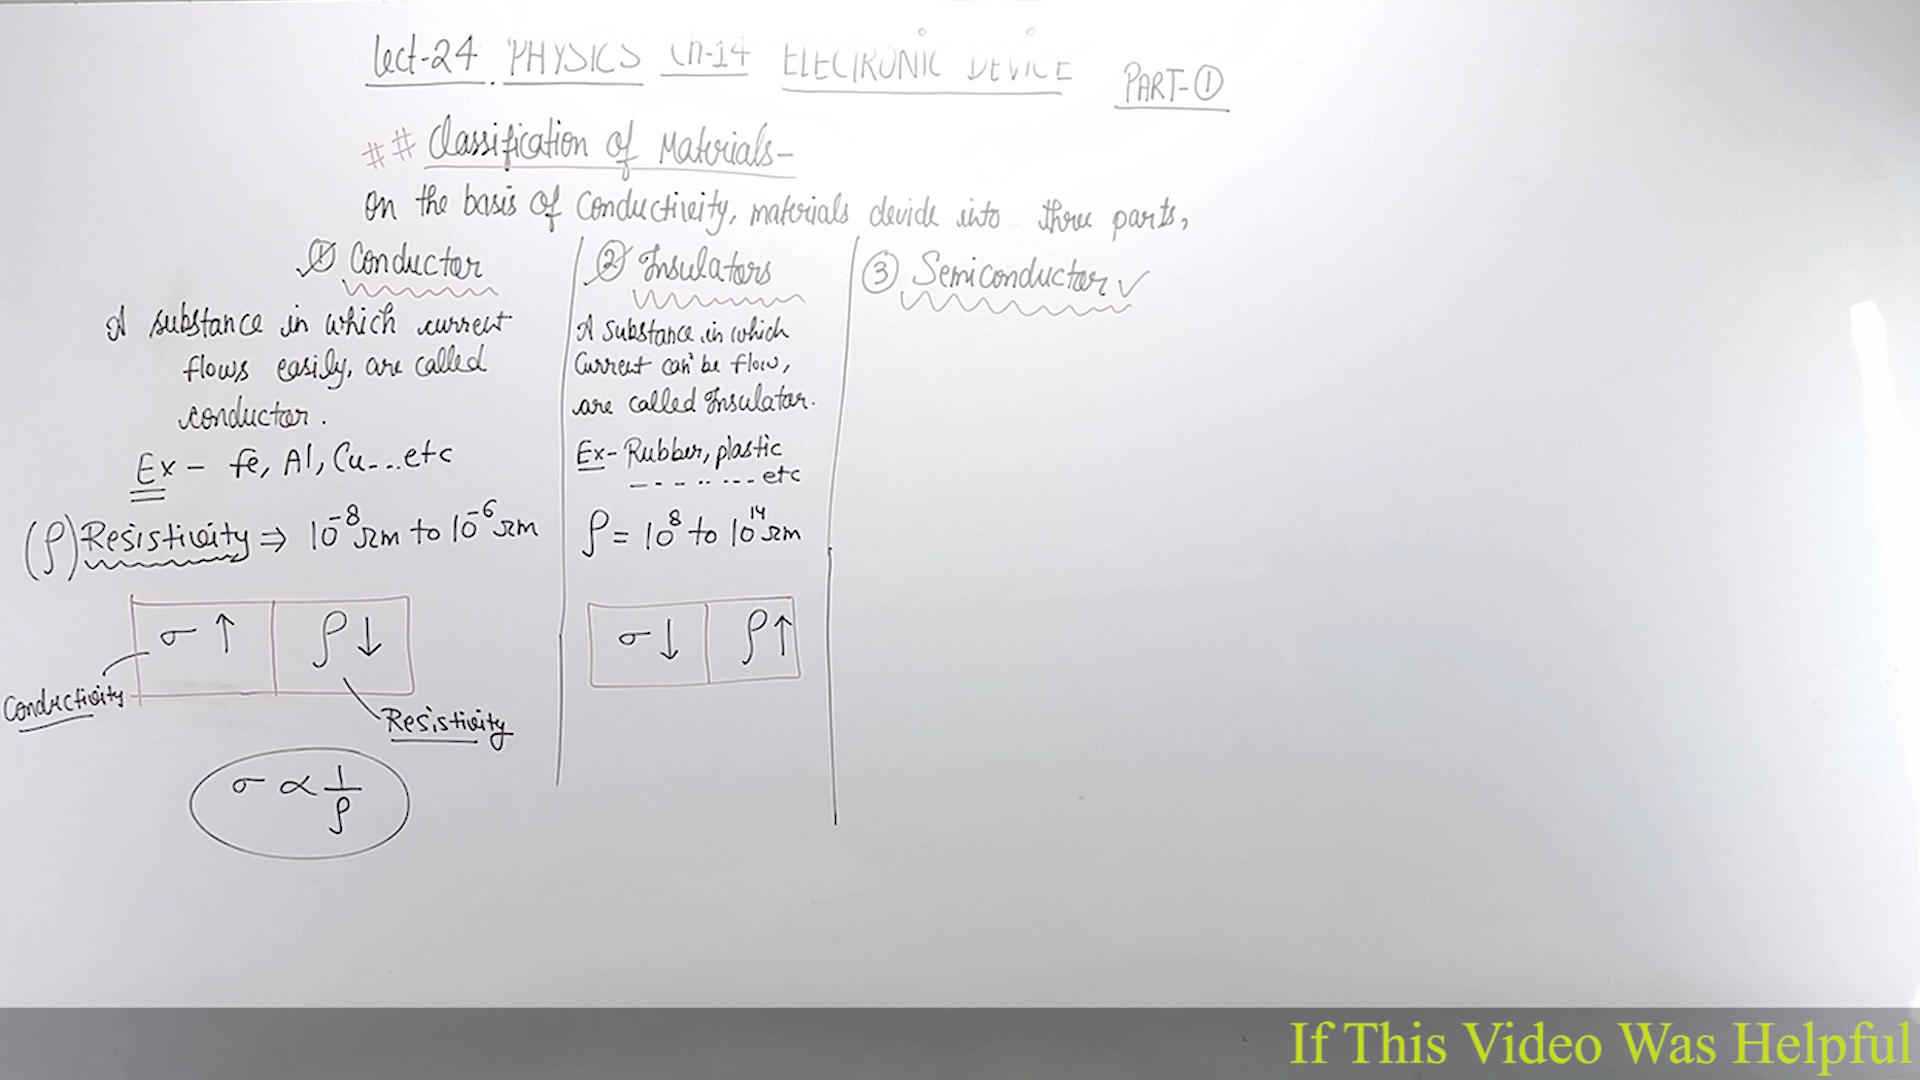 Lect-24. PHYSICS Ch-14 ELECTRONIC DEVICE PART-①
## Classification of Materials-
On the basis of Conductivity, materials devide into three parts,
① Conductor
A substance in which current
flows easily, are called
conductor.
Ex- Fe, Al, Cu...etc
(ρ) Resistivity ⇒ 10⁻⁸ Ωm to 10⁻⁶ Ωm
σ↑ ρ↓
Conductivity
Resistivity
σ ∝ 1/ρ
② Insulators
A Substance in which
Current can't be flow,
are called Insulator.
Ex- Rubber, plastic
- - - - .. - - - etc
ρ = 10⁸ to 10¹⁴ Ωm
σ↓ ρ↑
③ Semiconductor ✓
If This Video Was Helpful